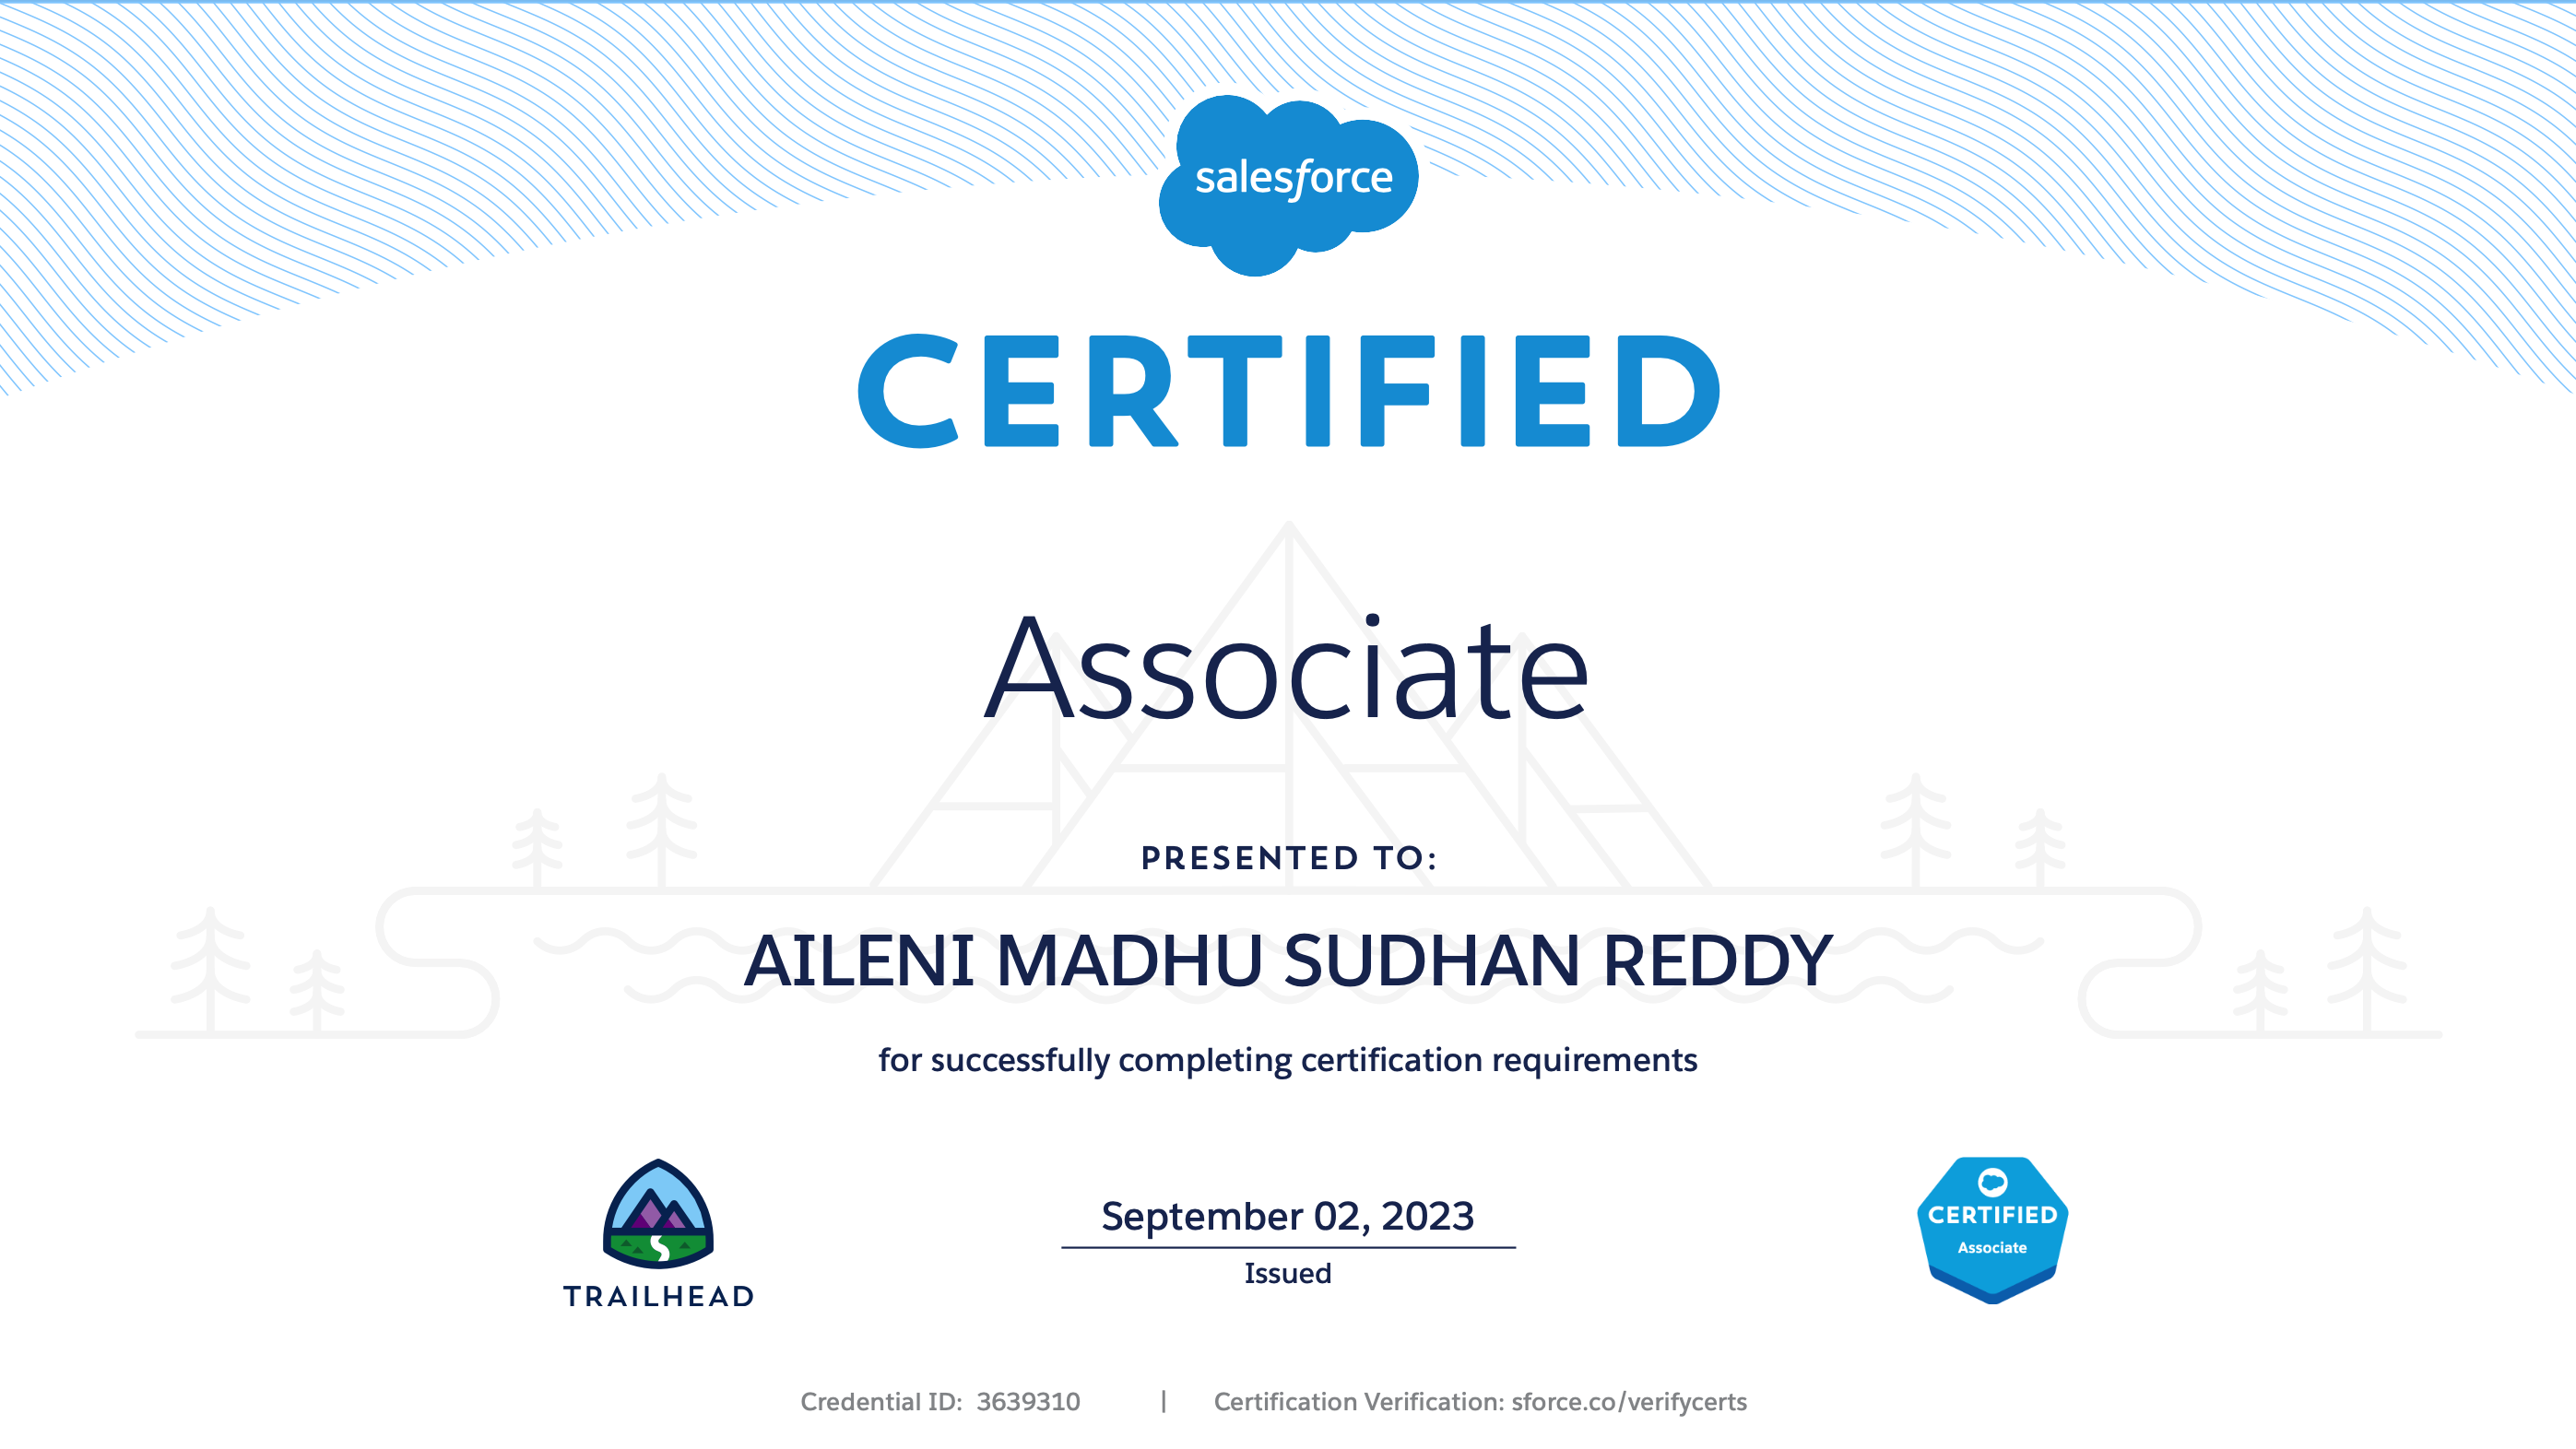 salesforce
CERTIFIED
Associate
PRESENTED TO:
AILENI MADHU SUDHAN REDDY
for successfully completing certification requirements
TRAILHEAD
September 02, 2023
Issued
CERTIFIED
Associate
Credential ID: 3639310 | Certification Verification: sforce.co/verifycerts